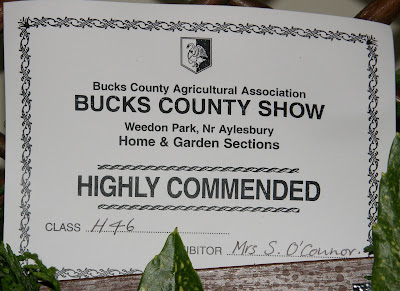 Bucks County Agricultural Association
BUCKS COUNTY SHOW
Weedon Park, Nr Aylesbury
Home & Garden Sections
HIGHLY COMMENDED
CLASS H46
IBITOR Mrs S. O'Connor.